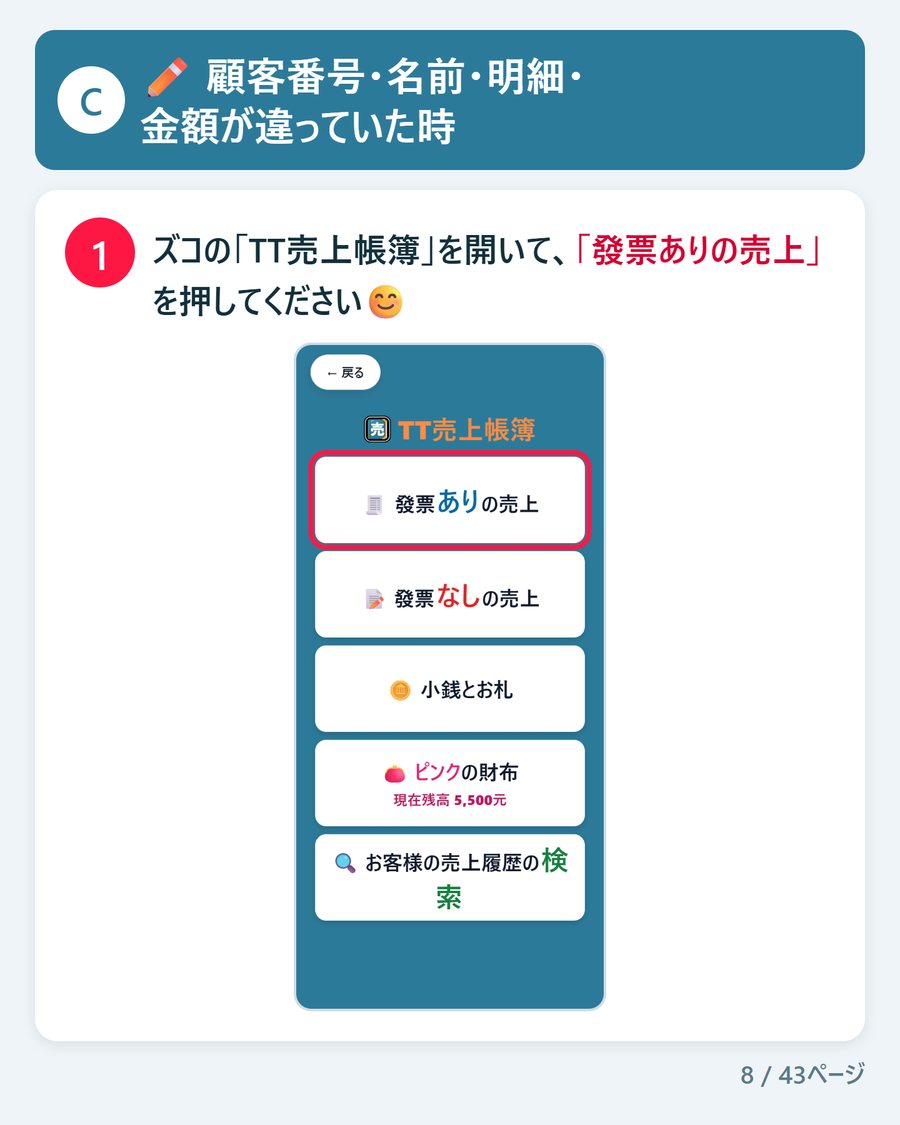 C
✏️ 顧客番号・名前・明細・
金額が違っていた時
1
ズコの「TT売上帳簿」を開いて、「發票ありの売上」
を押してください😊
← 戻る
売 TT売上帳簿
發票ありの売上
發票なしの売上
小銭とお札
ピンクの財布
現在残高 5,500元
お客様の売上履歴の検
索
8 / 43ページ